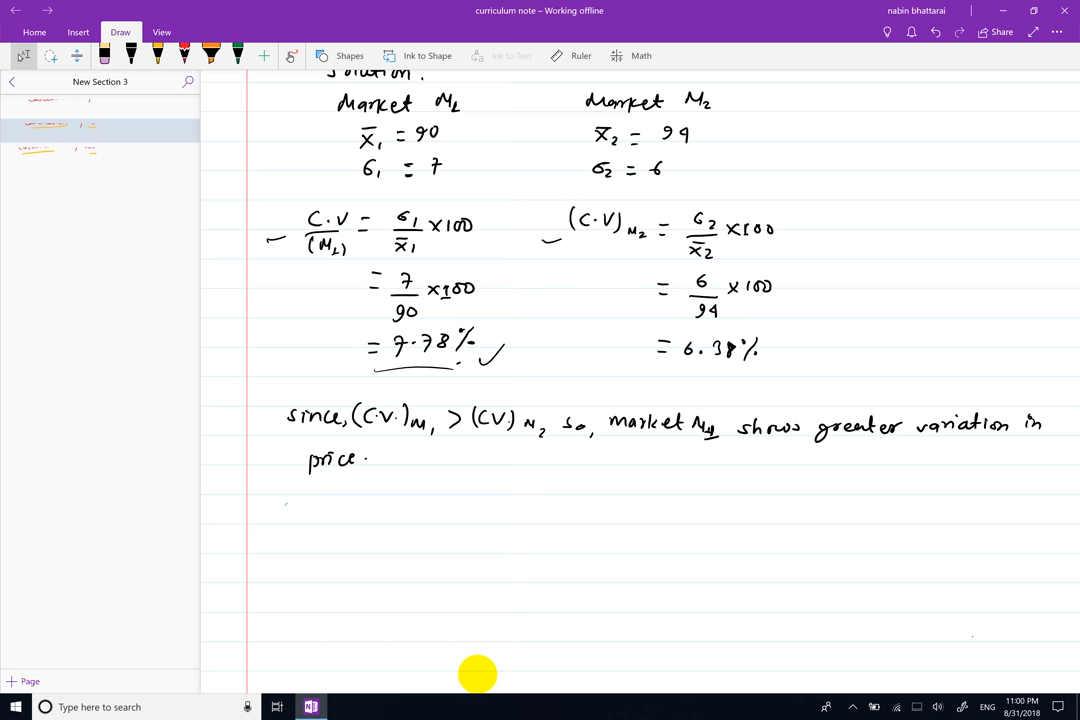 curriculum note – Working offline
nabin bhattarai
Home Insert Draw View
Share
Shapes Ink to Shape Ink to Text Ruler Math
New Section 3
solution:
Market M₁ Market M₂
x̄₁ = 90 x̄₂ = 94
σ₁ = 7 σ₂ = 6
C.V (M₁) = σ₁/x̄₁ ×100 (C.V)M₂ = σ₂/x̄₂ ×100
= 7/90 ×100 = 6/94 ×100
= 7.78% = 6.38%
since, (C.V.)M₁ > (CV.)M₂ so, market M₁ shows greater variation in
price.
Page
Type here to search
ENG
11:00 PM
8/31/2018